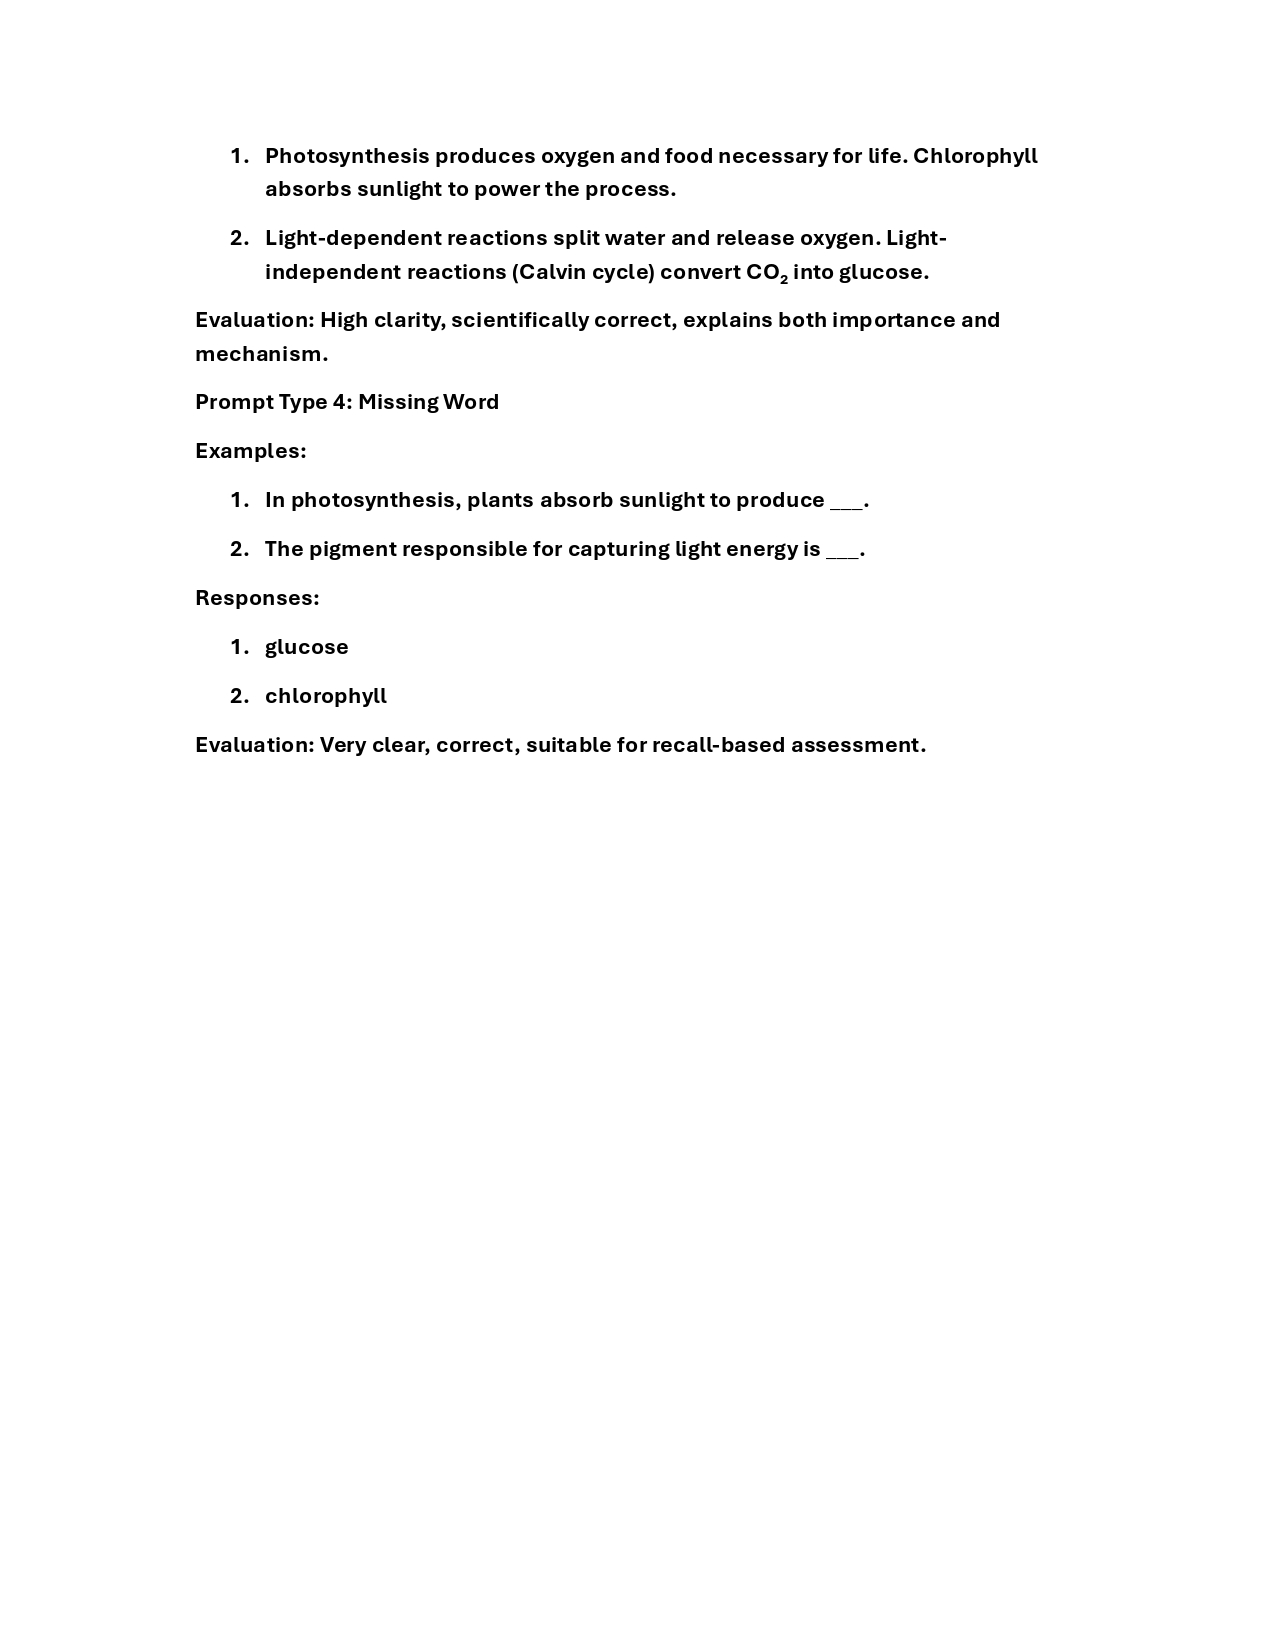 1. Photosynthesis produces oxygen and food necessary for life. Chlorophyll
absorbs sunlight to power the process.
2. Light-dependent reactions split water and release oxygen. Light-
independent reactions (Calvin cycle) convert CO₂ into glucose.
Evaluation: High clarity, scientifically correct, explains both importance and
mechanism.
Prompt Type 4: Missing Word
Examples:
1. In photosynthesis, plants absorb sunlight to produce ___.
2. The pigment responsible for capturing light energy is ___.
Responses:
1. glucose
2. chlorophyll
Evaluation: Very clear, correct, suitable for recall-based assessment.